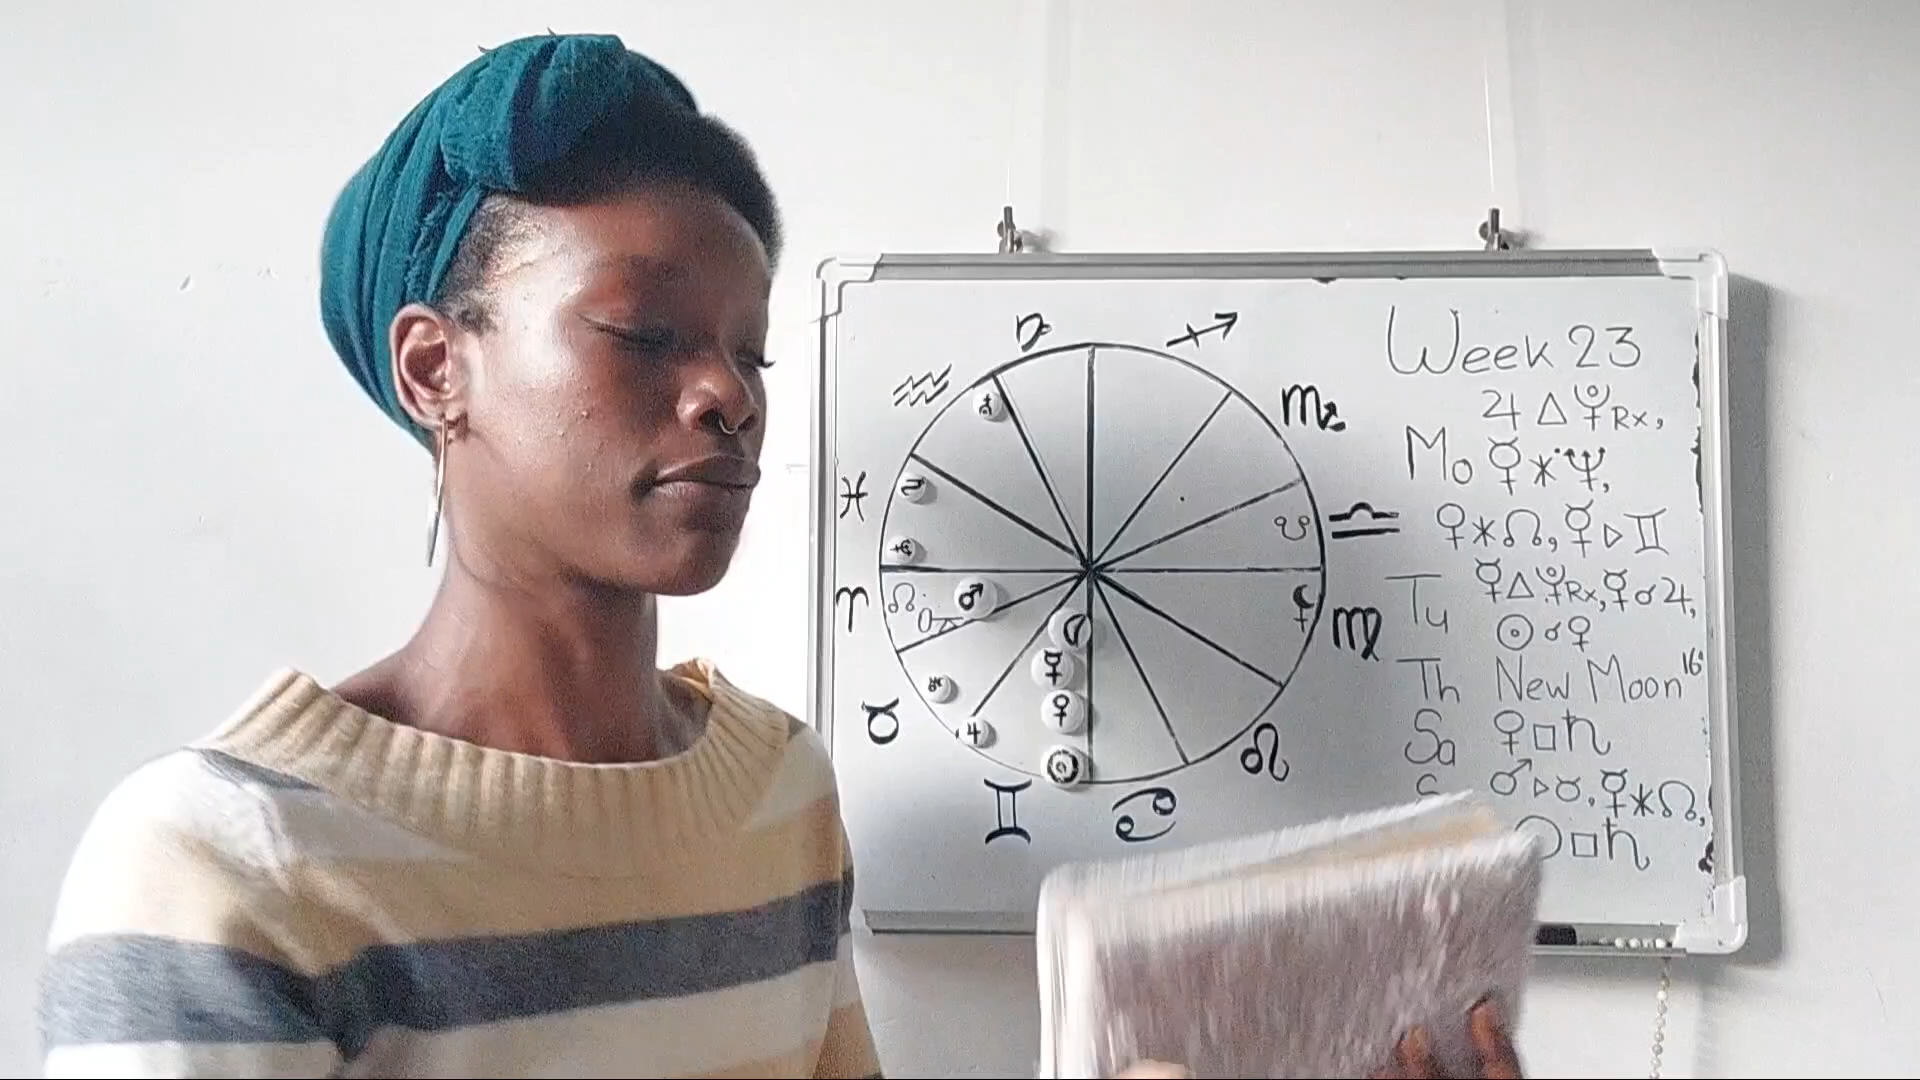 Week 23
♃ △ ♇ Rx,
Mo ☿ ⚹ ♆,
♀ ⚹ ☊, ☿ ▷ ♊
Tu ☿ △ ♇ Rx, ☿ ☌ ♃,
☉ ☌ ♀
Th New Moon 16°
Sa ♀ □ ♄
♂ ▷ ♉, ☿ ⚹ ☊,
□ ♄
♑ ♐
♒ ♏
♓ ☋ ♎
♈ ☊ ♂ ⚸ ♍
☿
♀
♉ ♃ ♌
☉
♊ ♋